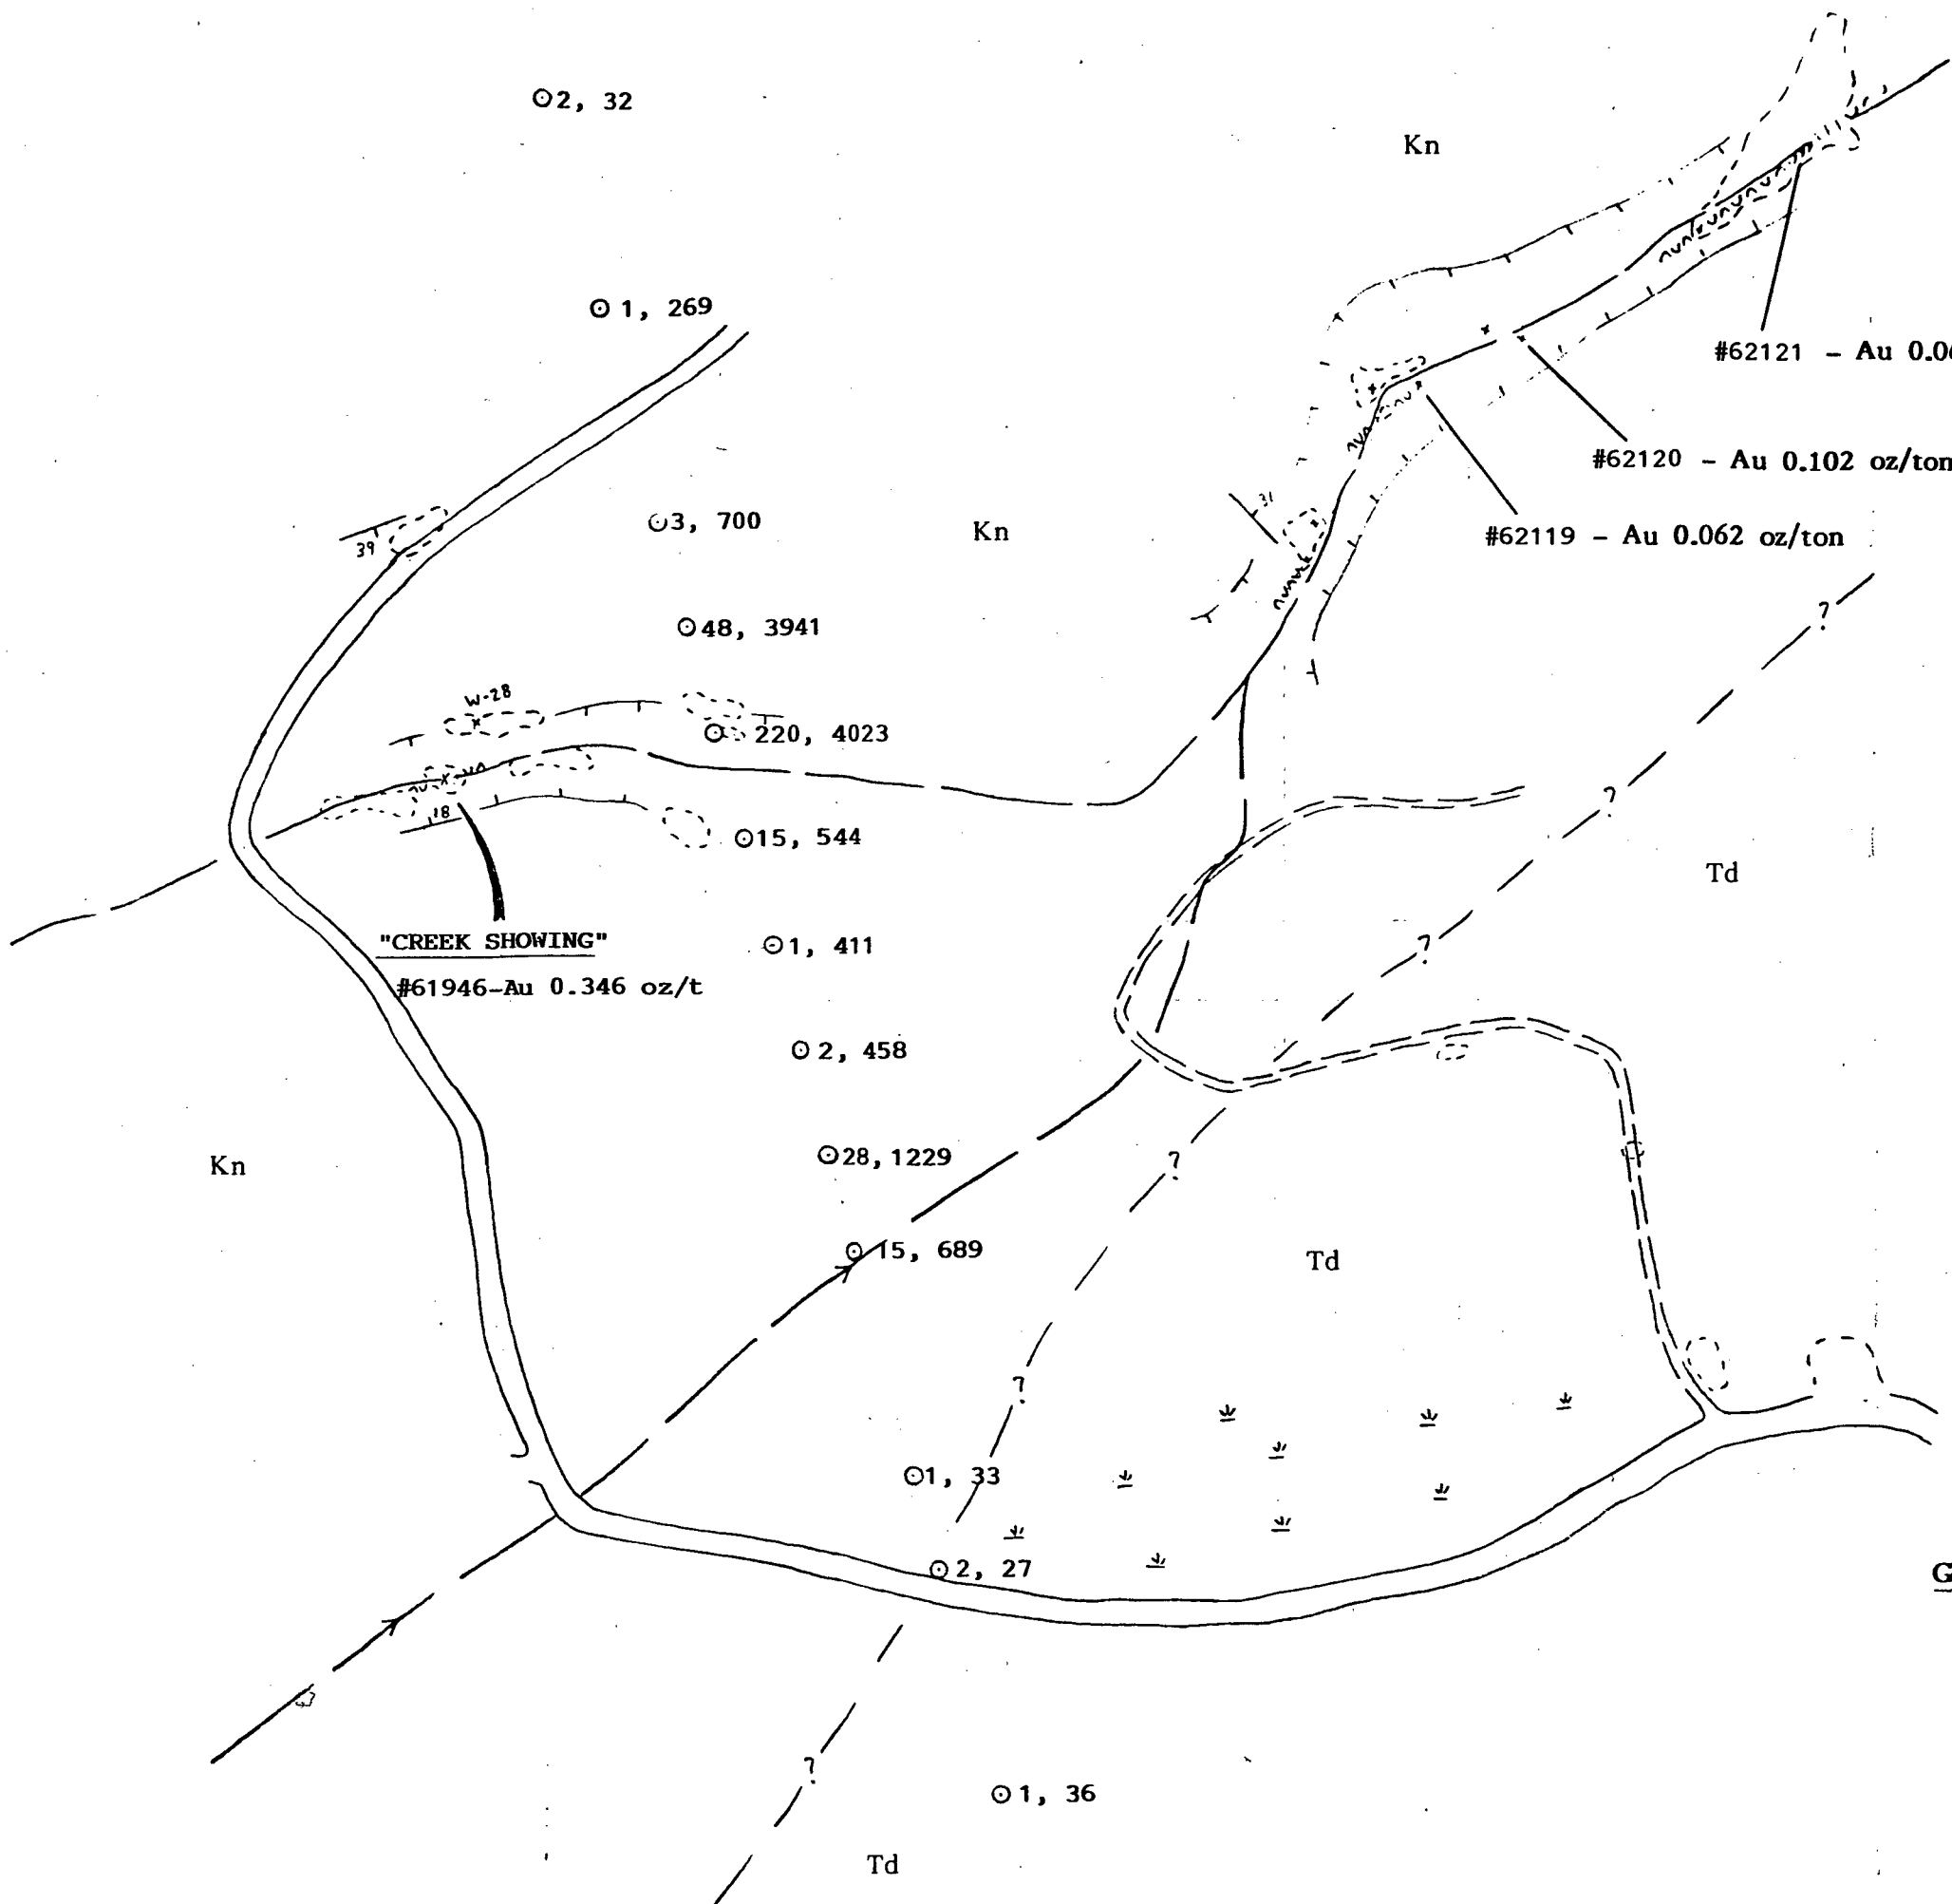 2, 32
Kn
1, 269
#62121 - Au 0.0
#62120 - Au 0.102 oz/ton
3, 700
Kn
31
39
#62119 - Au 0.062 oz/ton
?
48, 3941
W-28
220, 4023
?
18
15, 544
Td
"CREEK SHOWING"
1, 411
?
#61946-Au 0.346 oz/t
2, 458
28, 1229
Kn
?
15, 689
Td
?
1, 33
2, 27
G
?
1, 36
Td